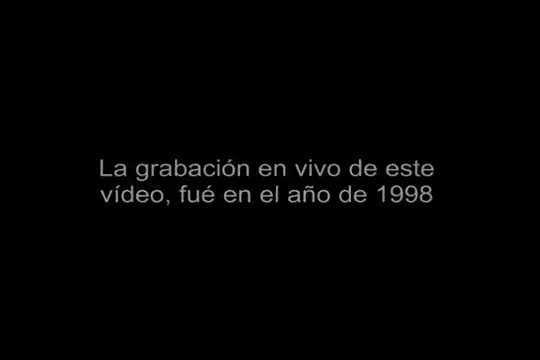 La grabación en vivo de este
vídeo, fué en el año de 1998